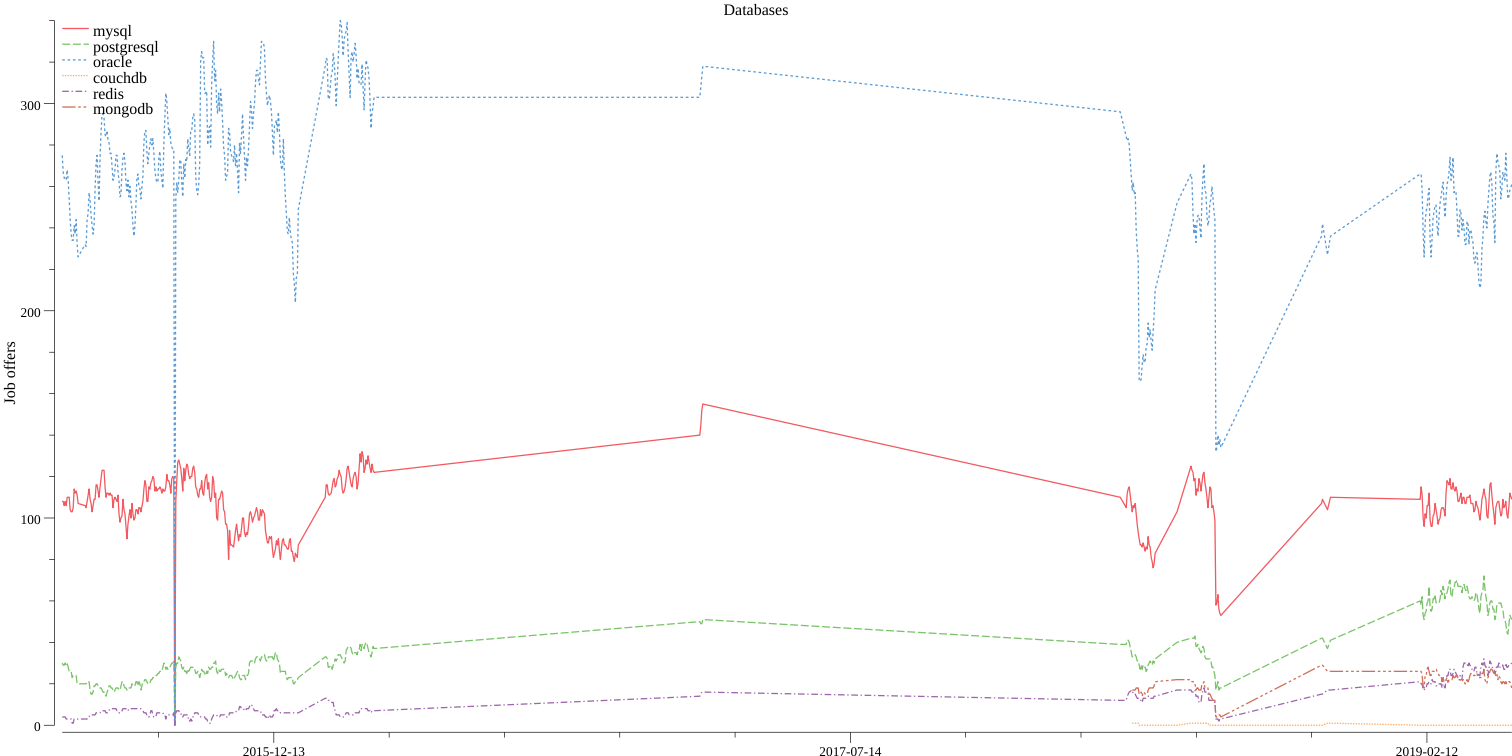 Databases
mysql
postgresql
oracle
couchdb
redis
mongodb
Job offers
300
200
100
0
2015-12-13
2017-07-14
2019-02-12